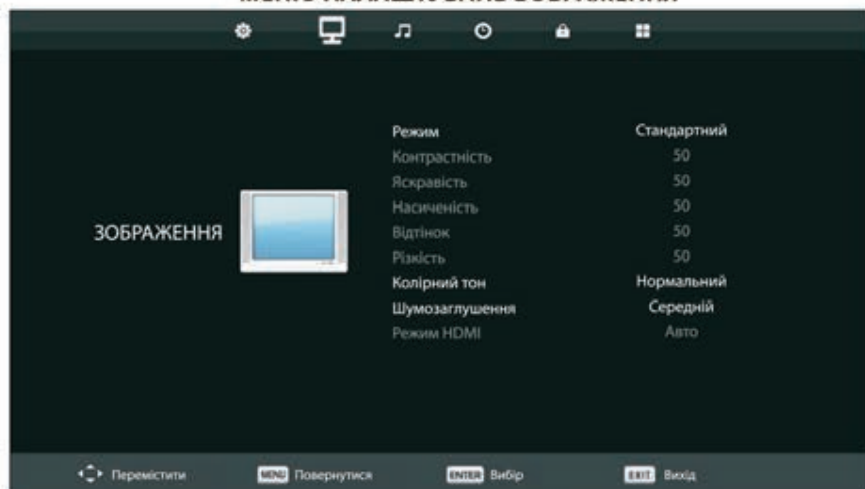 Режим Стандартний
Контрастність 50
Яскравість 50
Насиченість 50
ЗОБРАЖЕННЯ
Відтінок 50
Різкість 50
Колірний тон Нормальний
Шумозаглушення Середній
Режим HDMI Авто
Перемістити MENU Повернутися ENTER Вибір EXIT Вихід